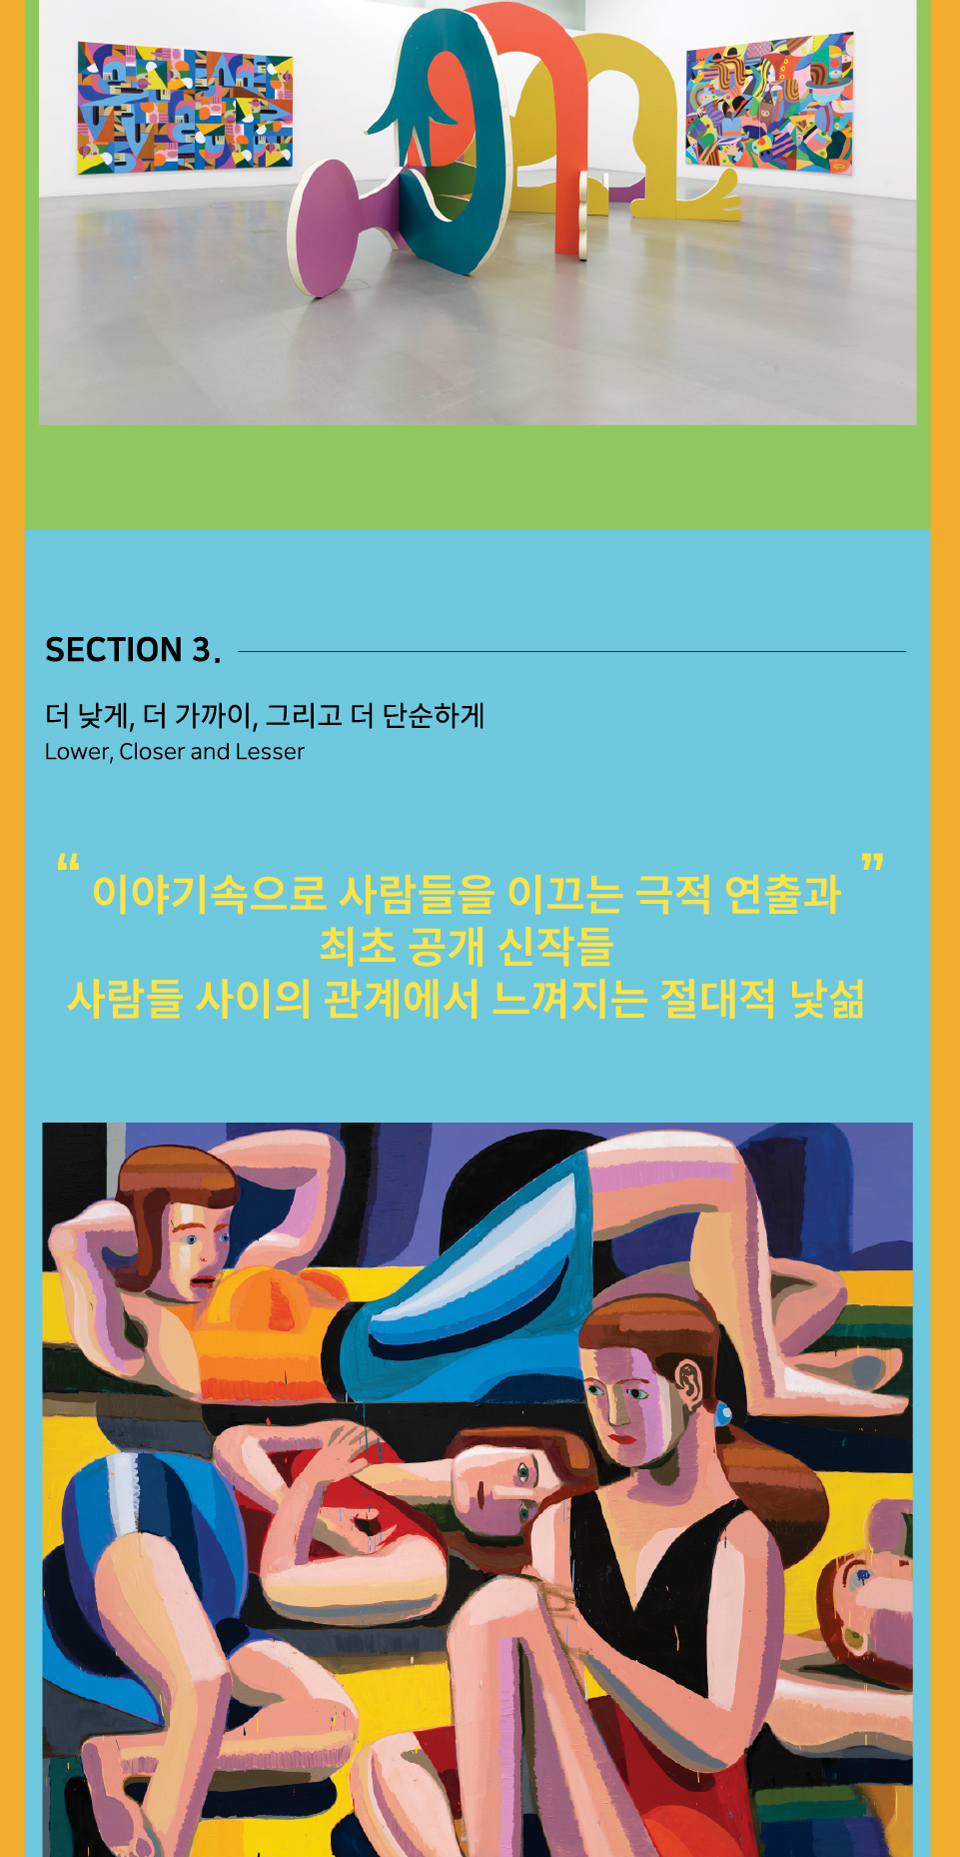 SECTION 3.
더 낮게, 더 가까이, 그리고 더 단순하게
Lower, Closer and Lesser
“ 이야기속으로 사람들을 이끄는 극적 연출과 ”
최초 공개 신작들
사람들 사이의 관계에서 느껴지는 절대적 낯섦